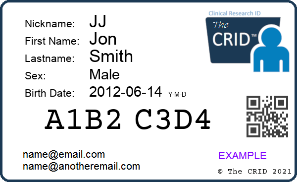 Clinical Research ID
The
CRID™
Nickname: JJ
First Name: Jon
Lastname: Smith
Sex: Male
Birth Date: 2012-06-14 Y M D
A1B2 C3D4
name@email.com
name@anotheremail.com
EXAMPLE
© The CRID 2021